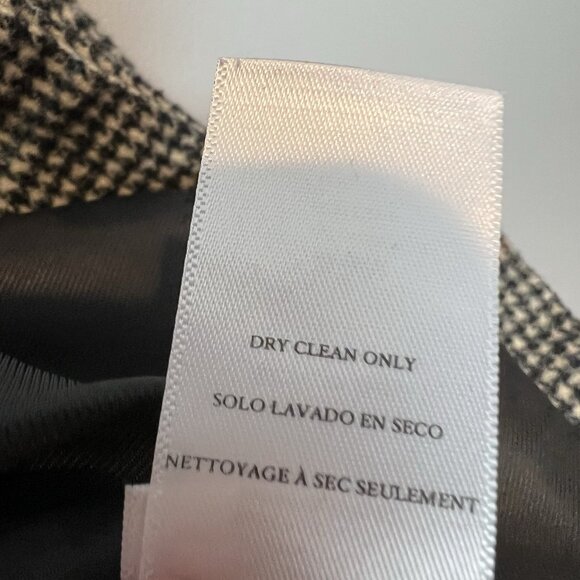 DRY CLEAN ONLY
SOLO LAVADO EN SECO
NETTOYAGE À SEC SEULEMENT